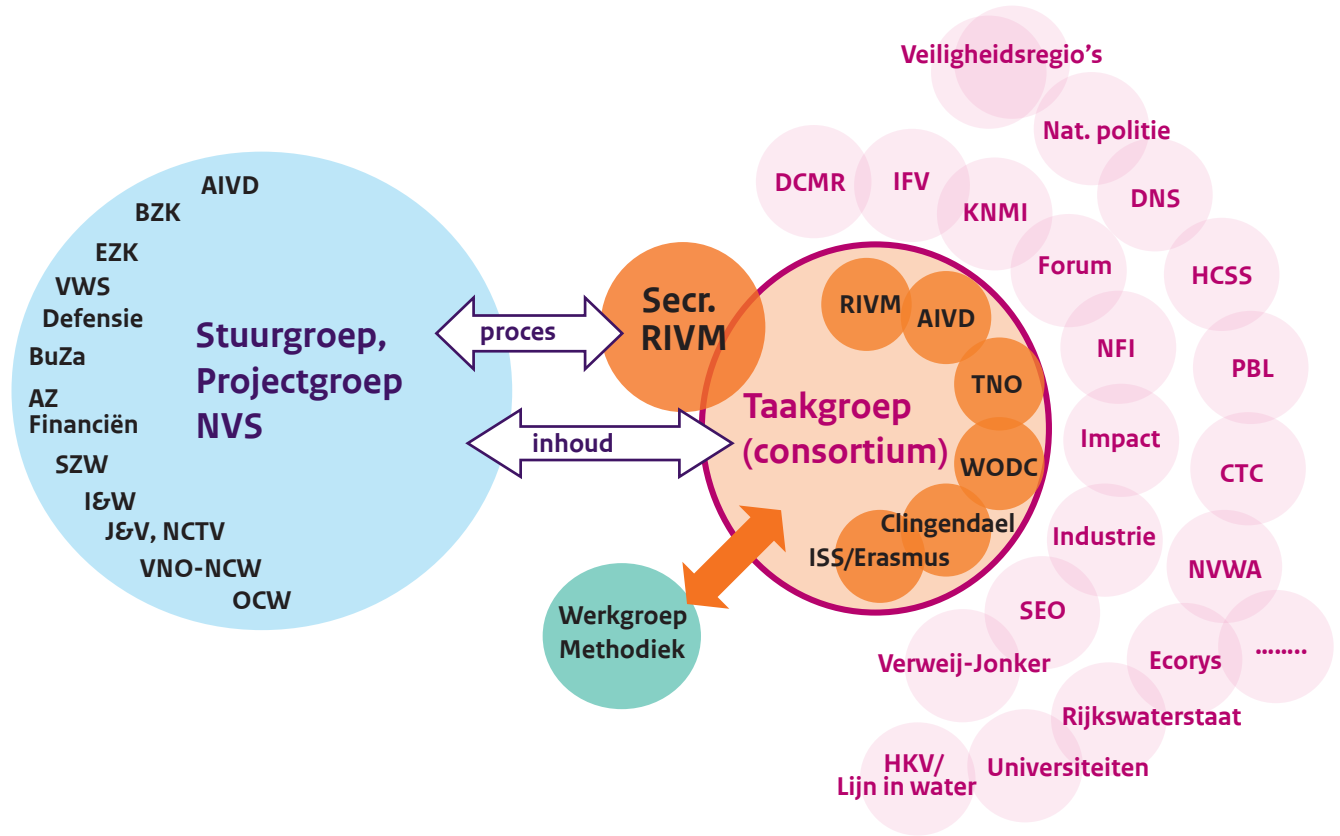 AIVD
BZK
EZK
VWS
Defensie
BuZa
AZ
Financiën
SZW
I&W
J&V, NCTV
VNO-NCW
OCW
Stuurgroep,
Projectgroep
NVS
proces
inhoud
Secr.
RIVM
Werkgroep
Methodiek
Taakgroep
(consortium)
RIVM
AIVD
TNO
WODC
Clingendael
ISS/Erasmus
Veiligheidsregio's
Nat. politie
DCMR
IFV
KNMI
DNS
Forum
HCSS
NFI
PBL
Impact
CTC
Industrie
NVWA
SEO
Verweij-Jonker
Ecorys
........
Rijkswaterstaat
Universiteiten
HKV/
Lijn in water